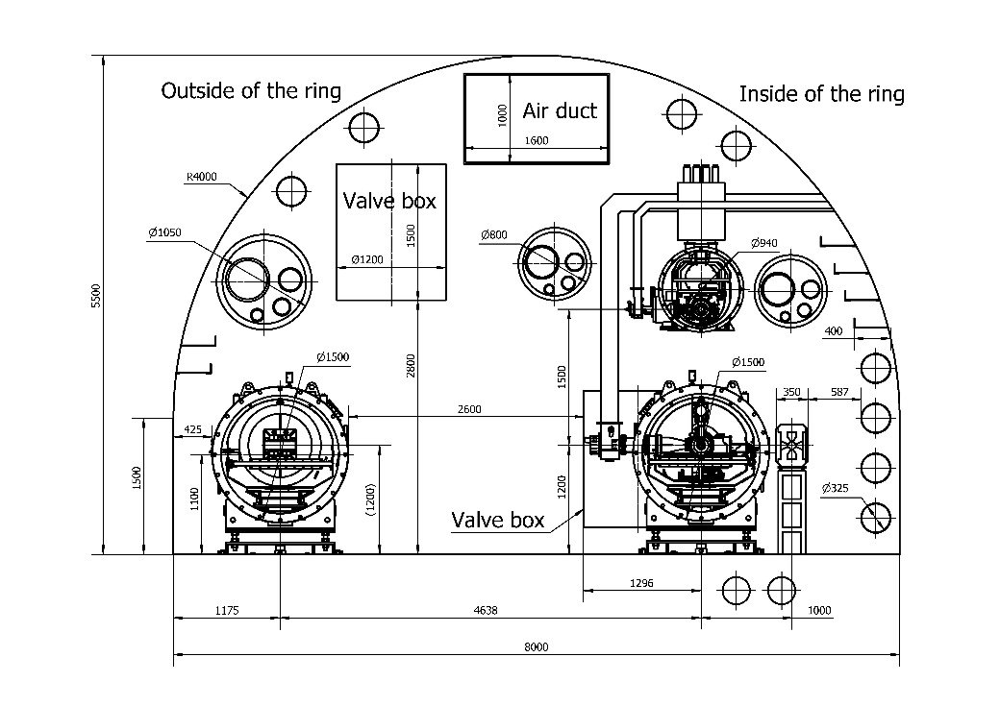 Outside of the ring
Inside of the ring
Air duct
1000
1600
R4000
Valve box
1500
Ø1200
Ø1050
Ø800
Ø940
5500
400
2800
1500
Ø1500
Ø1500
350
587
2600
425
1500
1100
(1200)
1200
Ø325
Valve box
1296
1175
4638
1000
8000